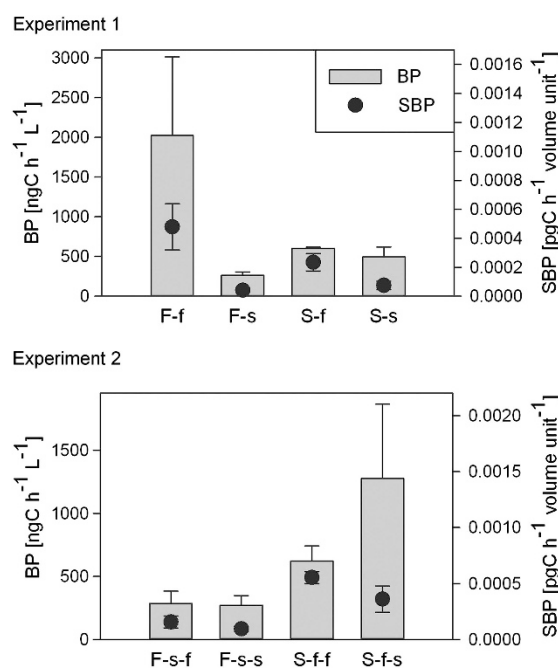 Experiment 1
BP [ngC h⁻¹ L⁻¹]
3000
2500
2000
1500
1000
500
0
BP
SBP
0.0016
0.0014
0.0012
0.0010
0.0008
0.0006
0.0004
0.0002
0.0000
SBP [pgC h⁻¹ volume unit⁻¹]
F-f F-s S-f S-s
Experiment 2
BP [ngC h⁻¹ L⁻¹]
1500
1000
500
0
0.0020
0.0015
0.0010
0.0005
0.0000
SBP [pgC h⁻¹ volume unit⁻¹]
F-s-f F-s-s S-f-f S-f-s